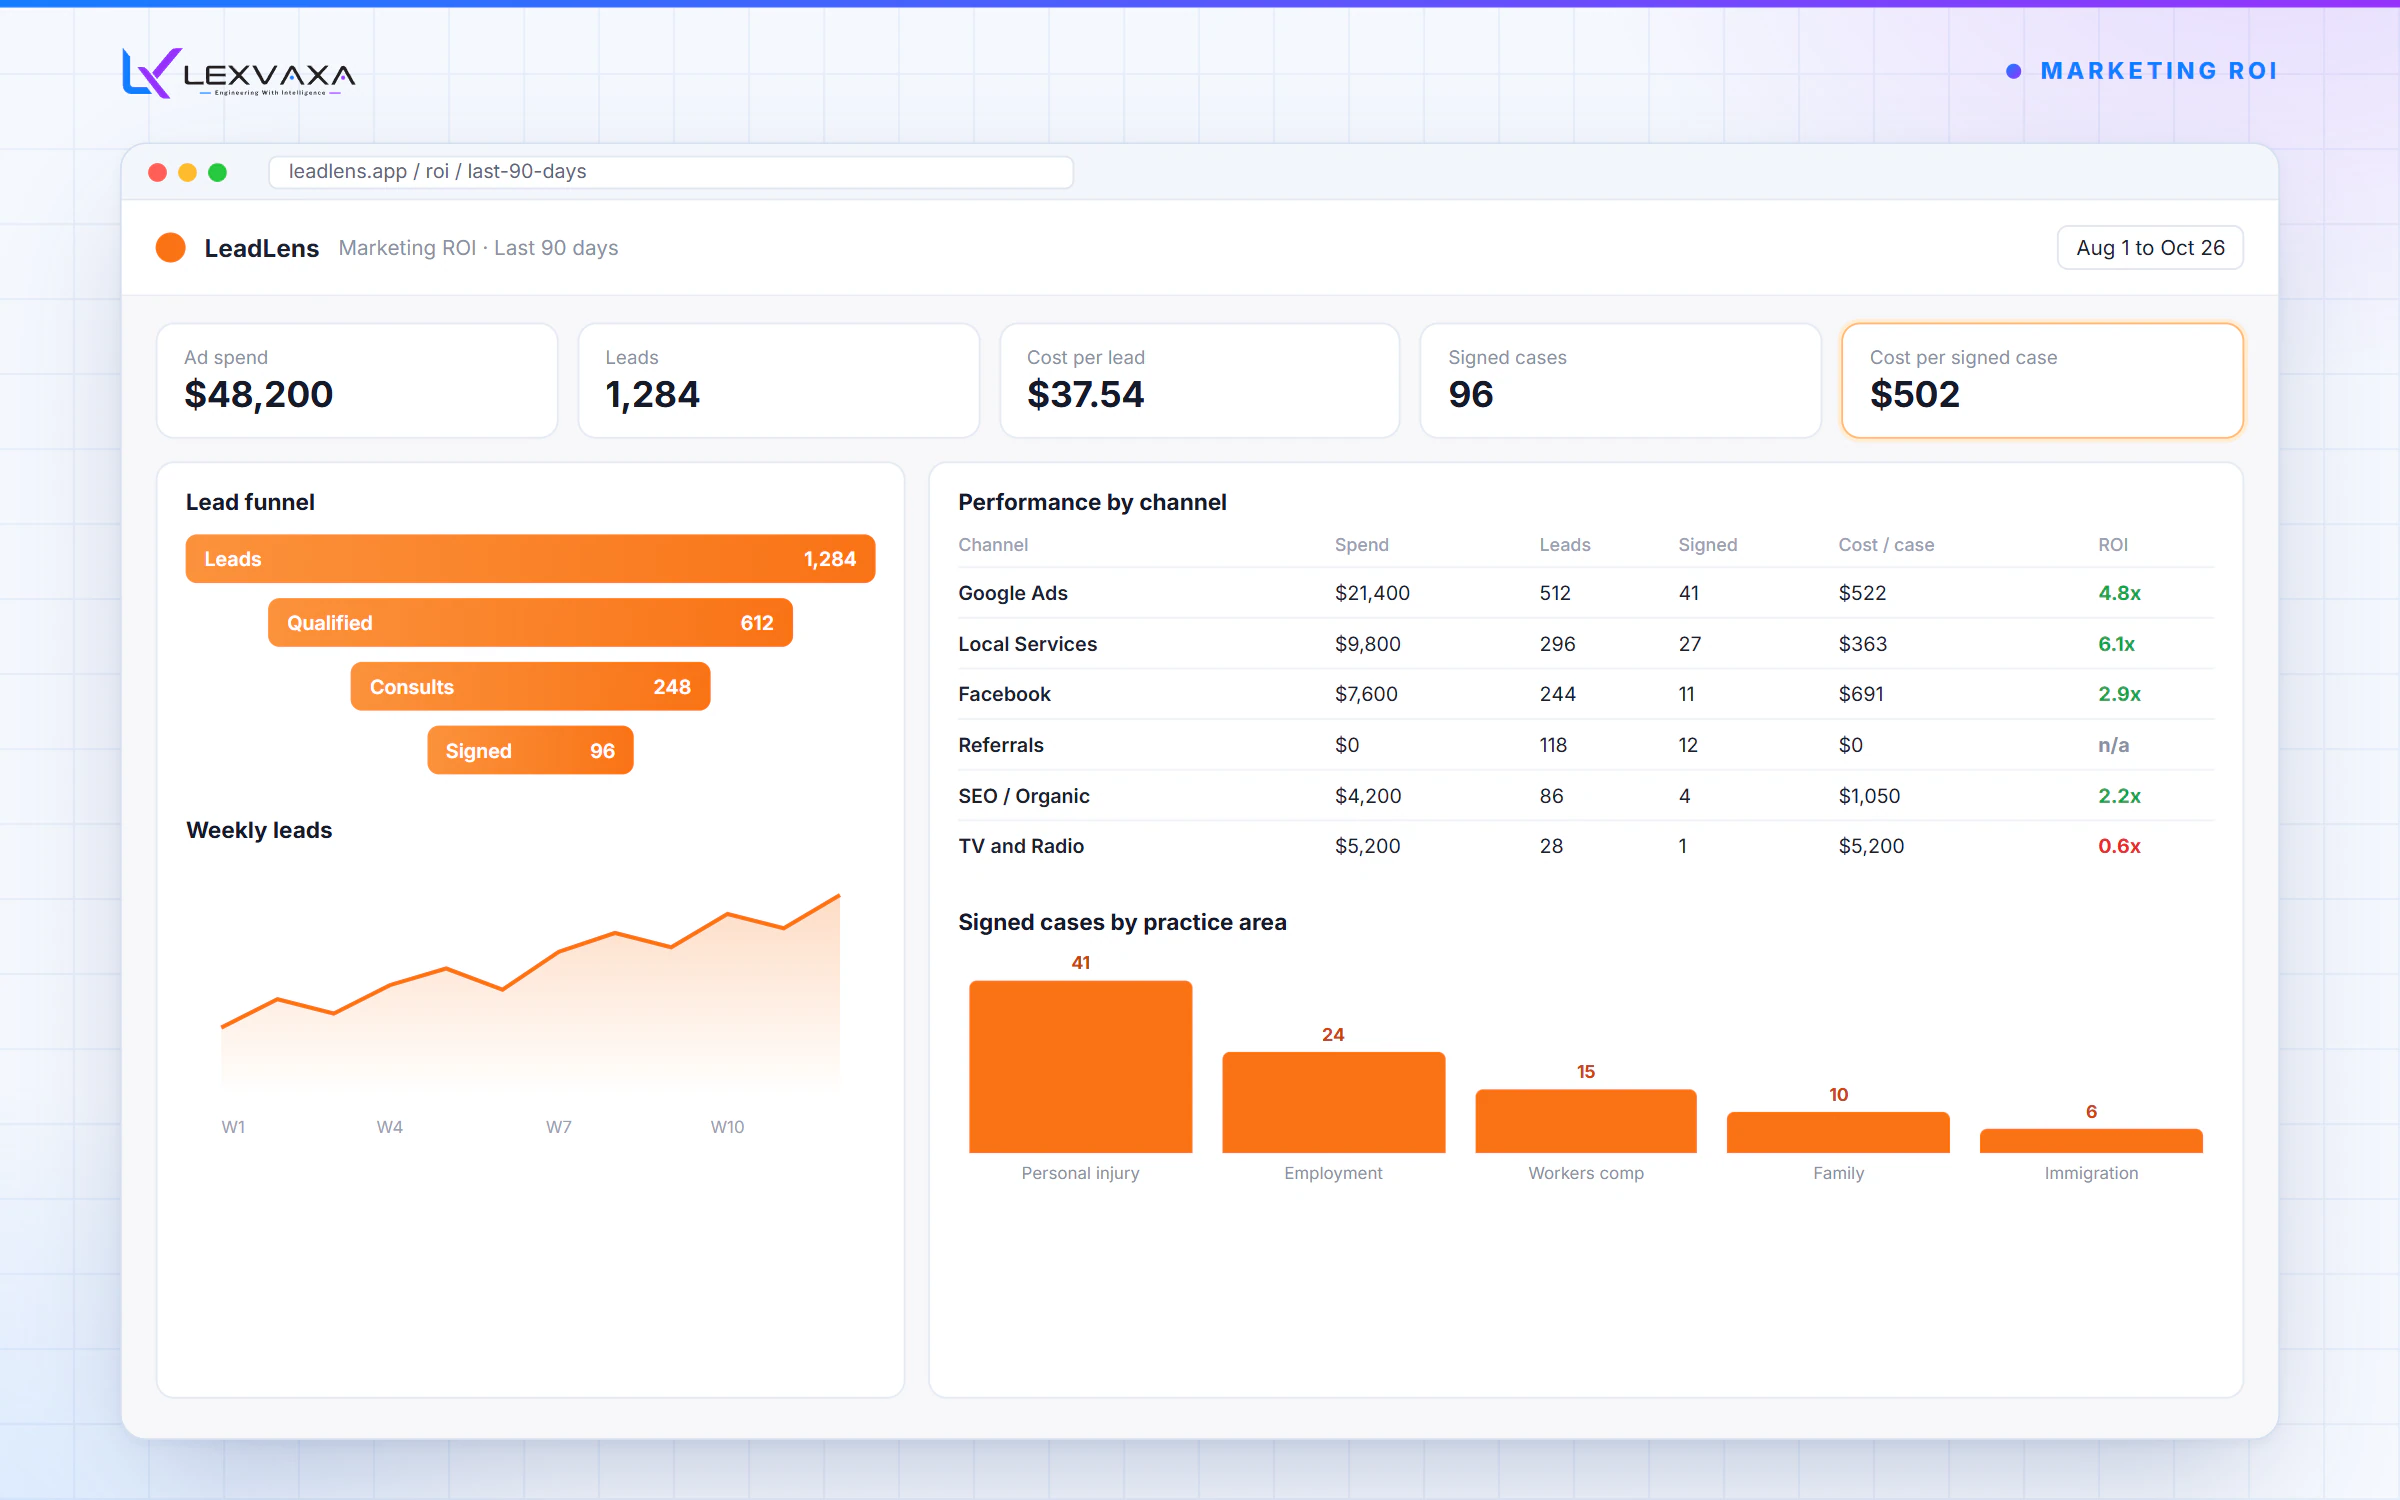 LEXVAXA
Engineering With Intelligence
MARKETING ROI
leadlens.app / roi / last-90-days
LeadLens Marketing ROI · Last 90 days
Aug 1 to Oct 26
Ad spend
$48,200
Leads
1,284
Cost per lead
$37.54
Signed cases
96
Cost per signed case
$502
Lead funnel
Leads 1,284
Qualified 612
Consults 248
Signed 96
Weekly leads
W1 W4 W7 W10
Performance by channel
Channel Spend Leads Signed Cost / case ROI
Google Ads $21,400 512 41 $522 4.8x
Local Services $9,800 296 27 $363 6.1x
Facebook $7,600 244 11 $691 2.9x
Referrals $0 118 12 $0 n/a
SEO / Organic $4,200 86 4 $1,050 2.2x
TV and Radio $5,200 28 1 $5,200 0.6x
Signed cases by practice area
41 24 15 10 6
Personal injury Employment Workers comp Family Immigration